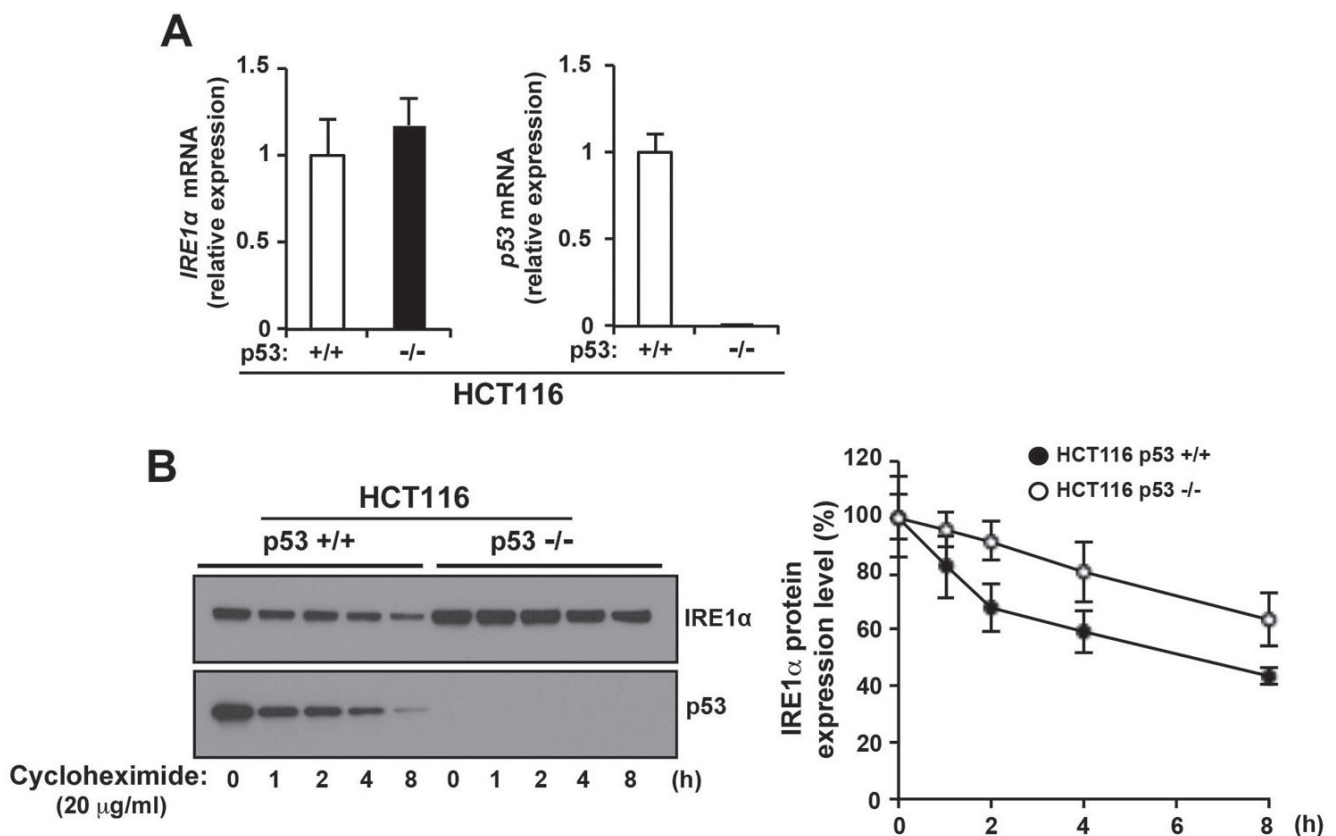 A
IRE1α mRNA
(relative expression)
1.5
1
0.5
0
p53: +/+ -/-
p53 mRNA
(relative expression)
1.5
1
0.5
0
p53: +/+ -/-
HCT116
B
HCT116
p53 +/+ p53 -/-
IRE1α
p53
Cycloheximide: 0 1 2 4 8 0 1 2 4 8 (h)
(20 μg/ml)
HCT116 p53 +/+
HCT116 p53 -/-
IRE1α protein
expression level (%)
120
100
80
60
40
20
0
0 2 4 6 8 (h)